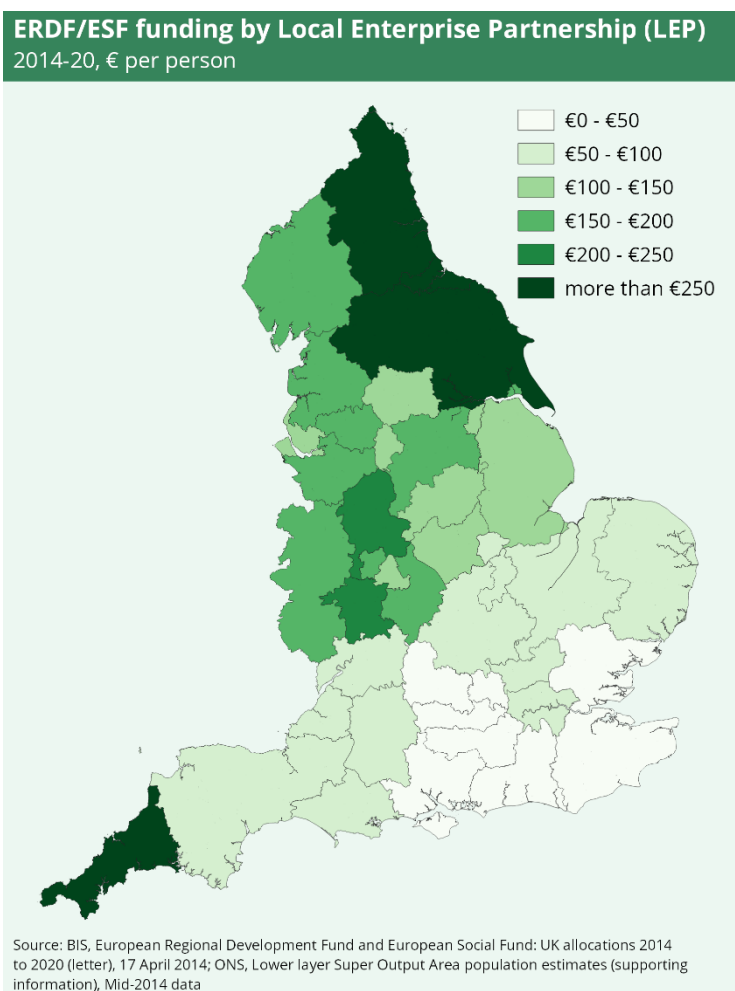 ERDF/ESF funding by Local Enterprise Partnership (LEP)
2014-20, € per person
€0 - €50
€50 - €100
€100 - €150
€150 - €200
€200 - €250
more than €250
Source: BIS, European Regional Development Fund and European Social Fund: UK allocations 2014
to 2020 (letter), 17 April 2014; ONS, Lower layer Super Output Area population estimates (supporting
information), Mid-2014 data